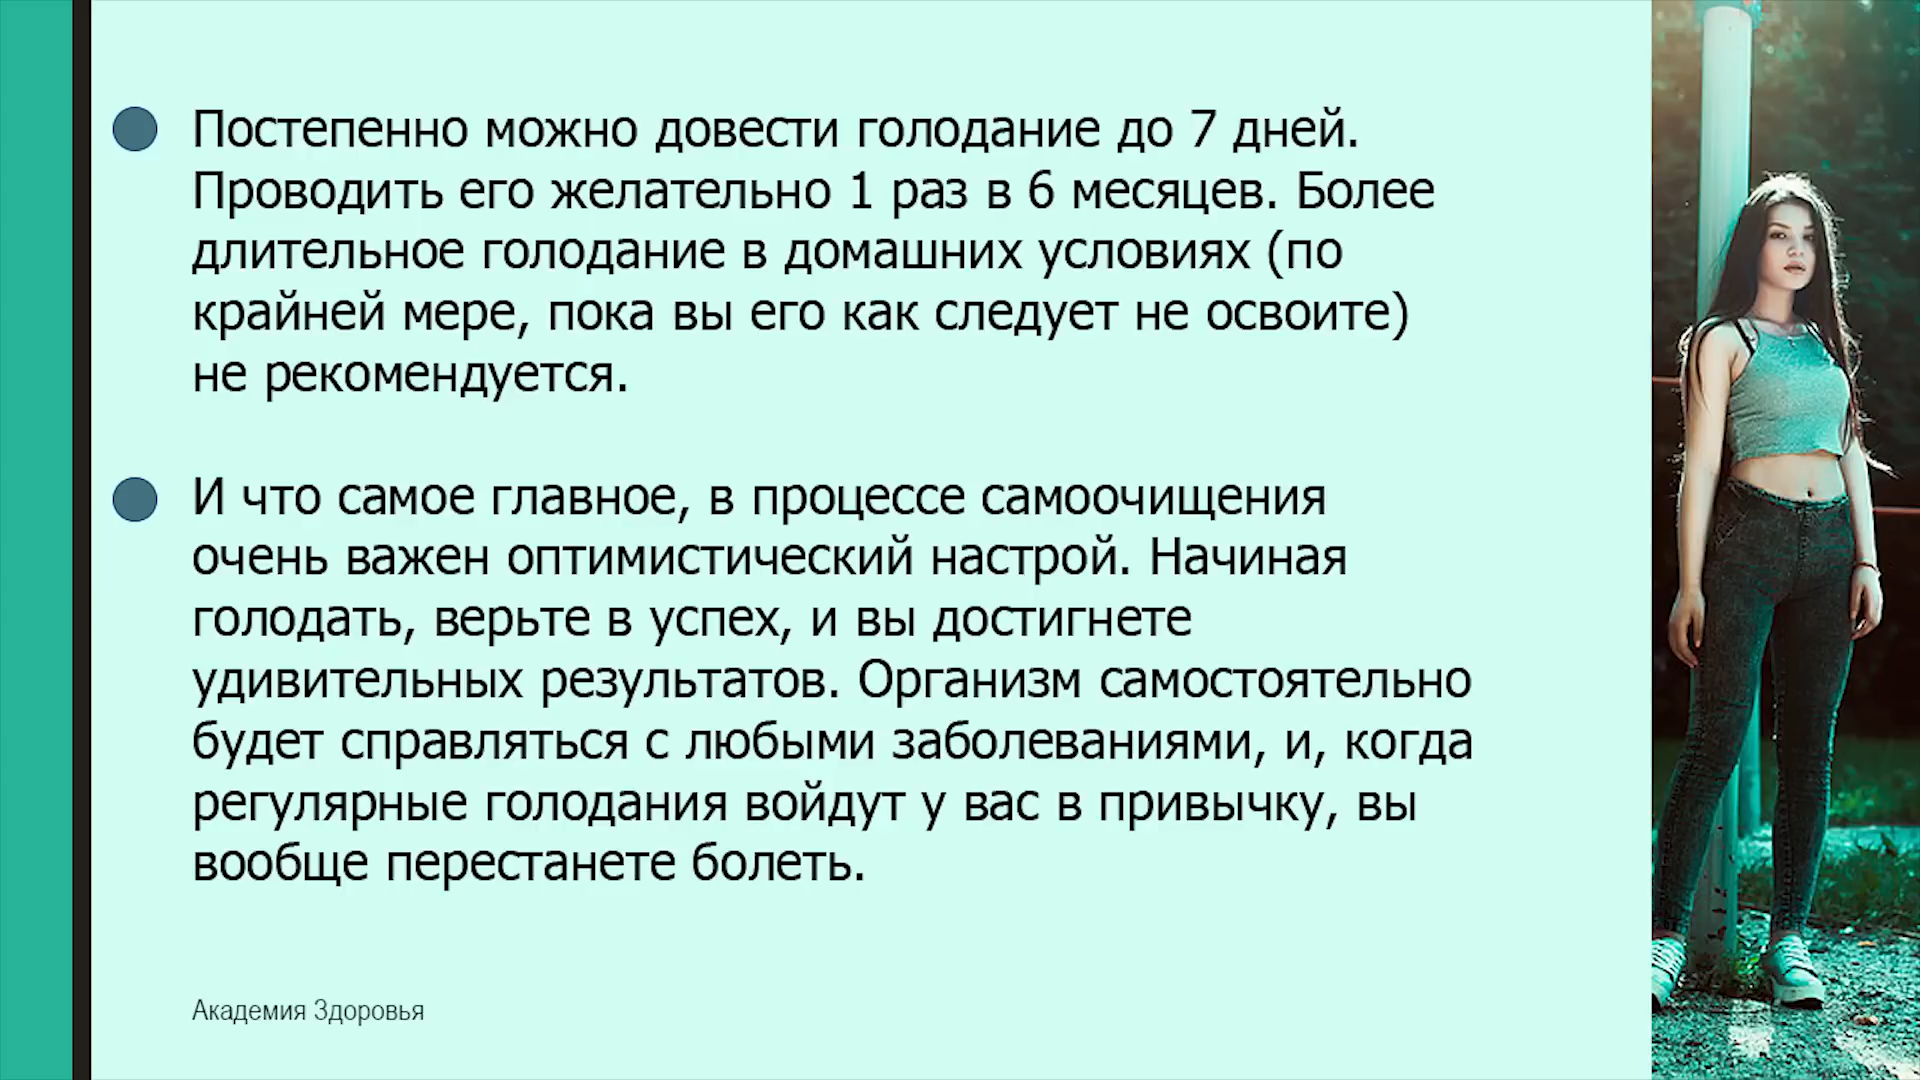 Постепенно можно довести голодание до 7 дней.
Проводить его желательно 1 раз в 6 месяцев. Более
длительное голодание в домашних условиях (по
крайней мере, пока вы его как следует не освоите)
не рекомендуется.
И что самое главное, в процессе самоочищения
очень важен оптимистический настрой. Начиная
голодать, верьте в успех, и вы достигнете
удивительных результатов. Организм самостоятельно
будет справляться с любыми заболеваниями, и, когда
регулярные голодания войдут у вас в привычку, вы
вообще перестанете болеть.
Академия Здоровья